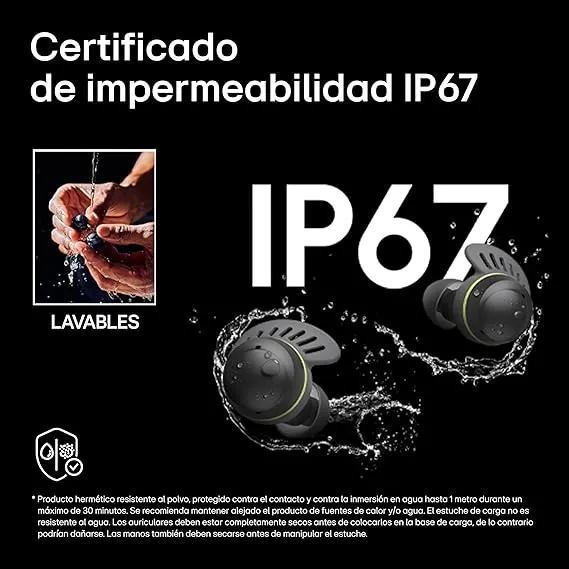 Certificado
de impermeabilidad IP67
IP67
LAVABLES
* Producto hermético resistente al polvo, protegido contra el contacto y contra la inmersión en agua hasta 1 metro durante un
máximo de 30 minutos. Se recomienda mantener alejado el producto de fuentes de calor y/o agua. El estuche de carga no es
resistente al agua. Los auriculares deben estar completamente secos antes de colocarlos en la base de carga, de lo contrario
podrían dañarse. Las manos también deben secarse antes de manipular el estuche.